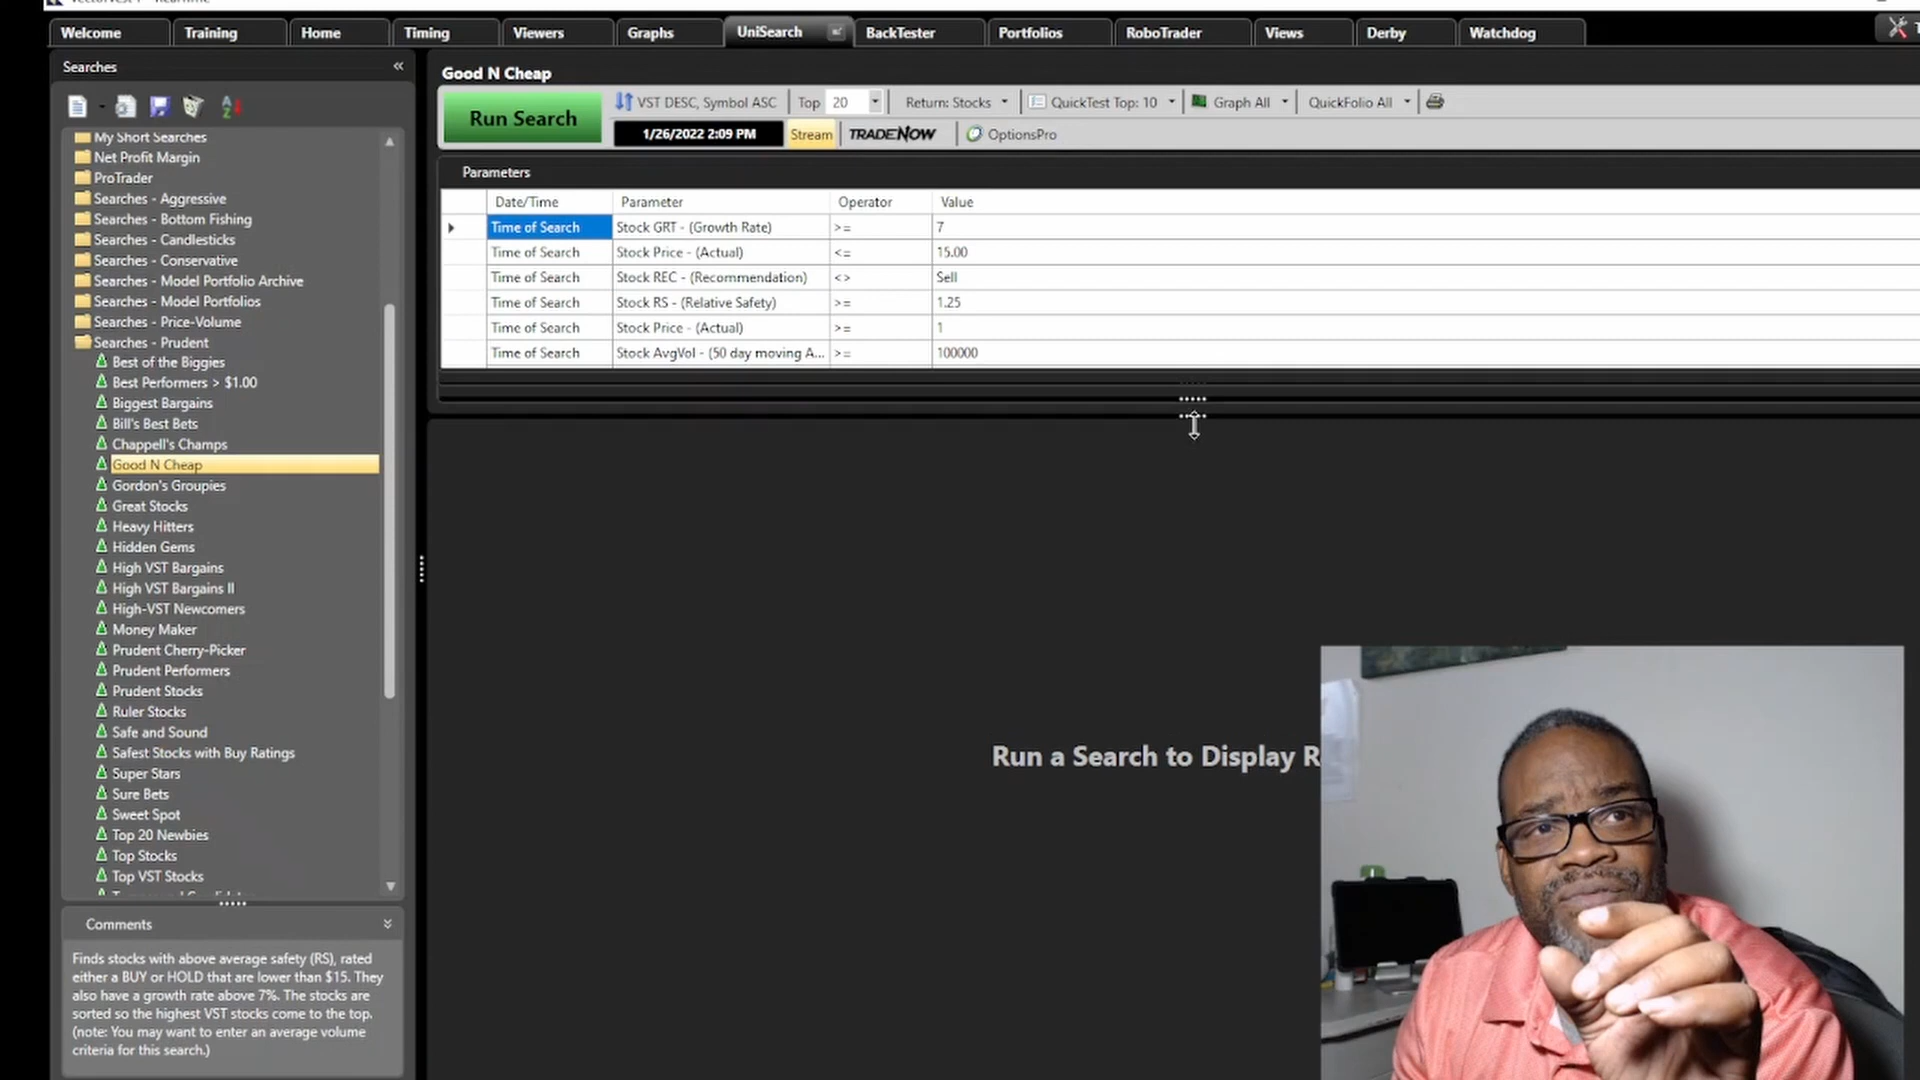 Welcome
Training
Home
Timing
Viewers
Graphs
UniSearch
BackTester
Portfolios
RoboTrader
Views
Derby
Watchdog
Searches
Good N Cheap
Run Search
VST DESC, Symbol ASC
Top 20
Return: Stocks
QuickTest Top: 10
Graph All
QuickFolio All
1/26/2022 2:09 PM
Stream
TRADENOW
OptionsPro
Parameters
Date/Time Parameter Operator Value
Time of Search Stock GRT - (Growth Rate) >= 7
Time of Search Stock Price - (Actual) <= 15.00
Time of Search Stock REC - (Recommendation) <> Sell
Time of Search Stock RS - (Relative Safety) >= 1.25
Time of Search Stock Price - (Actual) >= 1
Time of Search Stock AvgVol - (50 day moving A... >= 100000
My Short Searches
Net Profit Margin
ProTrader
Searches - Aggressive
Searches - Bottom Fishing
Searches - Candlesticks
Searches - Conservative
Searches - Model Portfolio Archive
Searches - Model Portfolios
Searches - Price-Volume
Searches - Prudent
Best of the Biggies
Best Performers > $1.00
Biggest Bargains
Bill's Best Bets
Chappell's Champs
Good N Cheap
Gordon's Groupies
Great Stocks
Heavy Hitters
Hidden Gems
High VST Bargains
High VST Bargains II
High-VST Newcomers
Money Maker
Prudent Cherry-Picker
Prudent Performers
Prudent Stocks
Ruler Stocks
Safe and Sound
Safest Stocks with Buy Ratings
Super Stars
Sure Bets
Sweet Spot
Top 20 Newbies
Top Stocks
Top VST Stocks
Run a Search to Display R
Comments
Finds stocks with above average safety (RS), rated
either a BUY or HOLD that are lower than $15. They
also have a growth rate above 7%. The stocks are
sorted so the highest VST stocks come to the top.
(note: You may want to enter an average volume
criteria for this search.)